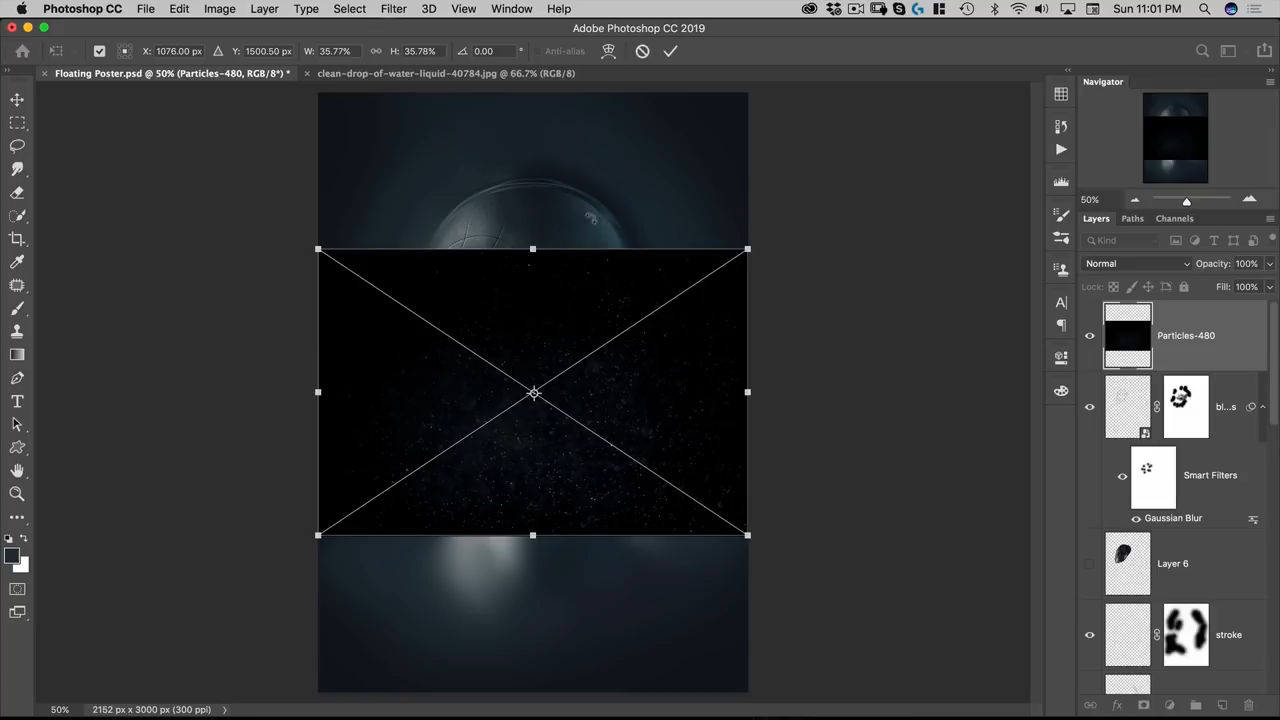 Photoshop CC File Edit Image Layer Type Select Filter 3D View Window Help Sun 11:01 PM
Adobe Photoshop CC 2019
X: 1076.00 px Y: 1500.50 px W: 35.77% H: 35.78% 0.00 ° Anti-alias
Floating Poster.psd @ 50% (Particles-480, RGB/8*) * clean-drop-of-water-liquid-40784.jpg @ 66.7% (RGB/8)
Navigator
50%
Layers Paths Channels
Kind
Normal Opacity: 100%
Lock: Fill: 100%
Particles-480
bl...s
Smart Filters
Gaussian Blur
Layer 6
stroke
50% 2152 px x 3000 px (300 ppi)